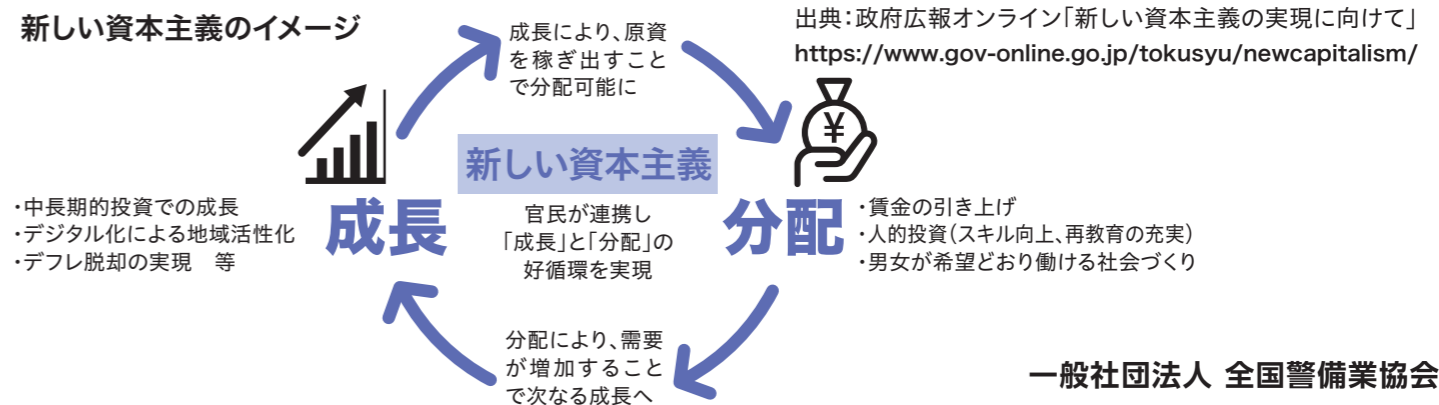 新しい資本主義のイメージ
出典：政府広報オンライン「新しい資本主義の実現に向けて」
https://www.gov-online.go.jp/tokusyu/newcapitalism/
成長により、原資
を稼ぎ出すこと
で分配可能に
¥
新しい資本主義
官民が連携し
「成長」と「分配」の
好循環を実現
成長
・中長期的投資での成長
・デジタル化による地域活性化
・デフレ脱却の実現　等
分配
・賃金の引き上げ
・人的投資(スキル向上、再教育の充実)
・男女が希望どおり働ける社会づくり
分配により、需要
が増加すること
で次なる成長へ
一般社団法人 全国警備業協会